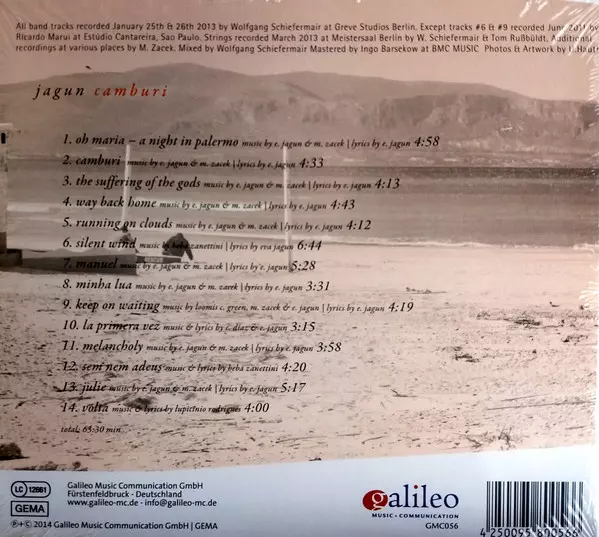 All band tracks recorded January 25th & 26th 2013 by Wolfgang Schiefermair at Greve Studios Berlin. Except tracks #6 & #9 recorded June 2011 by
Ricardo Marui at Estúdio Cantareira, Sao Paulo. Strings recorded March 2013 at Meistersaal Berlin by W. Schiefermair & Tom Rußbüldt. Additional
recordings at various places by M. Zacek. Mixed by Wolfgang Schiefermair Mastered by Ingo Barsekow at BMC MUSIC Photos & Artwork by
jagun camburi
1. oh maria – a night in palermo music by e. jagun & m. zacek | lyrics by e. jagun 4:58
2. camburi music by e. jagun & m. zacek | lyrics by e. jagun 4:33
3. the suffering of the gods music by e. jagun & m. zacek | lyrics by e. jagun 4:13
4. way back home music by e. jagun & m. zacek | lyrics by e. jagun 4:43
5. running on clouds music by e. jagun & m. zacek | lyrics by e. jagun 4:12
6. silent wind music by beba zanettini | lyrics by eva jagun 6:44
7. manuel music by e. jagun & m. zacek | lyrics by e. jagun 5:28
8. minha lua music by e. jagun & m. zacek | lyrics by e. jagun 3:31
9. keep on waiting music by loomis c. green, m. zacek & e. jagun | lyrics by e. jagun 4:19
10. la primera vez music & lyrics by c. diaz & e. jagun 3:15
11. melancholy music by e. jagun & m. zacek | lyrics by e. jagun 3:58
12. sem nem adeus music & lyrics by beba zanettini 4:20
13. julie music by e. jagun & m. zacek | lyrics by e. jagun 5:17
14. volta music & lyrics by lupicínio rodrigues 4:00
total: 63:30 min
LC 12661
GEMA
Galileo Music Communication GmbH
Fürstenfeldbruck - Deutschland
www.galileo-mc.de - info@galileo-mc.de
℗+© 2014 Galileo Music Communication GmbH | GEMA
galileo
MUSIC COMMUNICATION
GMC056
4 250095 800566